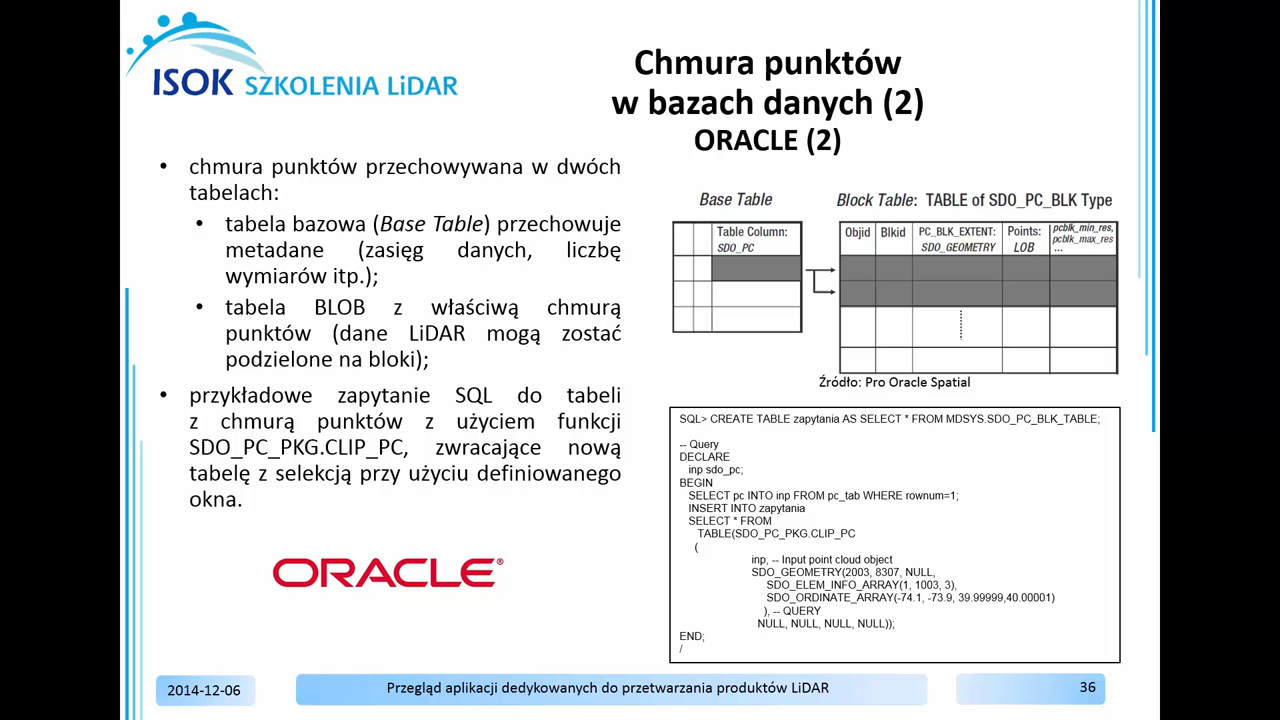 ISOK SZKOLENIA LiDAR
Chmura punktów
w bazach danych (2)
ORACLE (2)
• chmura punktów przechowywana w dwóch
tabelach:
• tabela bazowa (Base Table) przechowuje
metadane (zasięg danych, liczbę
wymiarów itp.);
• tabela BLOB z właściwą chmurą
punktów (dane LiDAR mogą zostać
podzielone na bloki);
• przykładowe zapytanie SQL do tabeli
z chmurą punktów z użyciem funkcji
SDO_PC_PKG.CLIP_PC, zwracające nową
tabelę z selekcją przy użyciu definiowanego
okna.
ORACLE®
Base Table
Table Column:
SDO_PC
Block Table: TABLE of SDO_PC_BLK Type
Objid Blkid PC_BLK_EXTENT: Points: pcblk_min_res,
SDO_GEOMETRY LOB pcblk_max_res
...
Źródło: Pro Oracle Spatial
SQL> CREATE TABLE zapytania AS SELECT * FROM MDSYS.SDO_PC_BLK_TABLE;
-- Query
DECLARE
inp sdo_pc;
BEGIN
SELECT pc INTO inp FROM pc_tab WHERE rownum=1;
INSERT INTO zapytania
SELECT * FROM
TABLE(SDO_PC_PKG.CLIP_PC
(
inp, -- Input point cloud object
SDO_GEOMETRY(2003, 8307, NULL,
SDO_ELEM_INFO_ARRAY(1, 1003, 3),
SDO_ORDINATE_ARRAY(-74.1, -73.9, 39.99999,40.00001)
), -- QUERY
NULL, NULL, NULL, NULL));
END;
/
2014-12-06
Przegląd aplikacji dedykowanych do przetwarzania produktów LiDAR
36